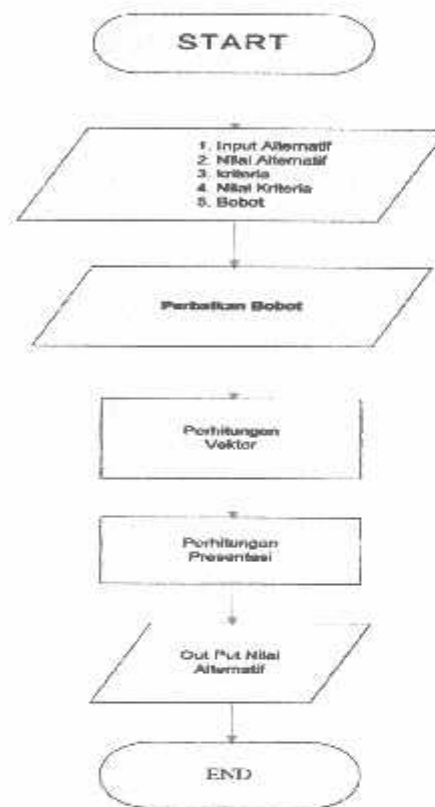 START
1. Input Alternatif
2. Nilai Alternatif
3. kriteria
4. Nilai Kriteria
5. Bobot
Perbaikan Bobot
Perhitungan
Vektor
Perhitungan
Presentasi
Out Put Nilai
Alternatif
END